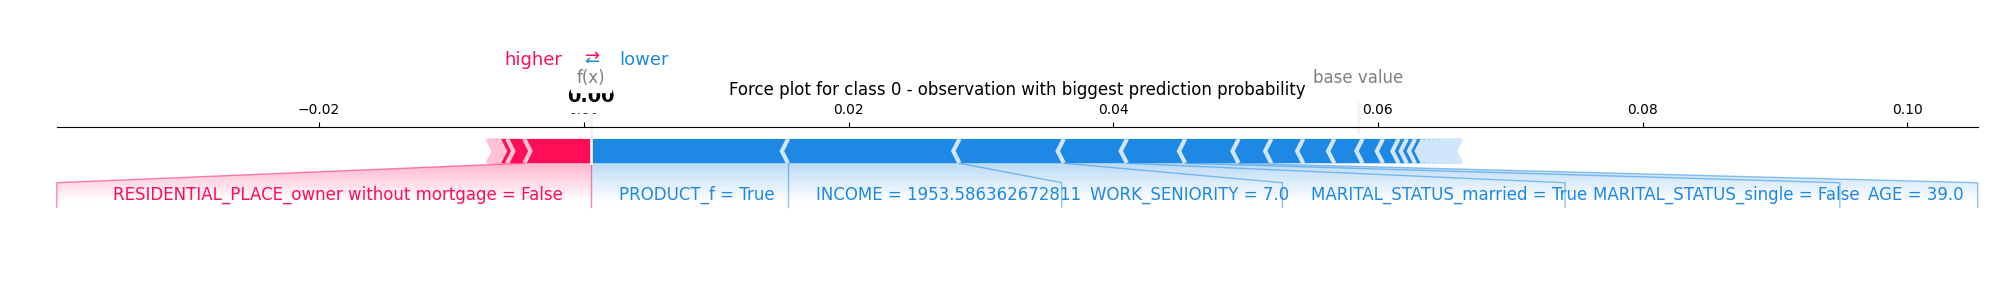 higher ⇄ lower
f(x) base value
Force plot for class 0 - observation with biggest prediction probability
0.00
−0.02 0.02 0.04 0.06 0.08 0.10
RESIDENTIAL_PLACE_owner without mortgage = False PRODUCT_f = True INCOME = 1953.586362672811 WORK_SENIORITY = 7.0 MARITAL_STATUS_married = True MARITAL_STATUS_single = False AGE = 39.0